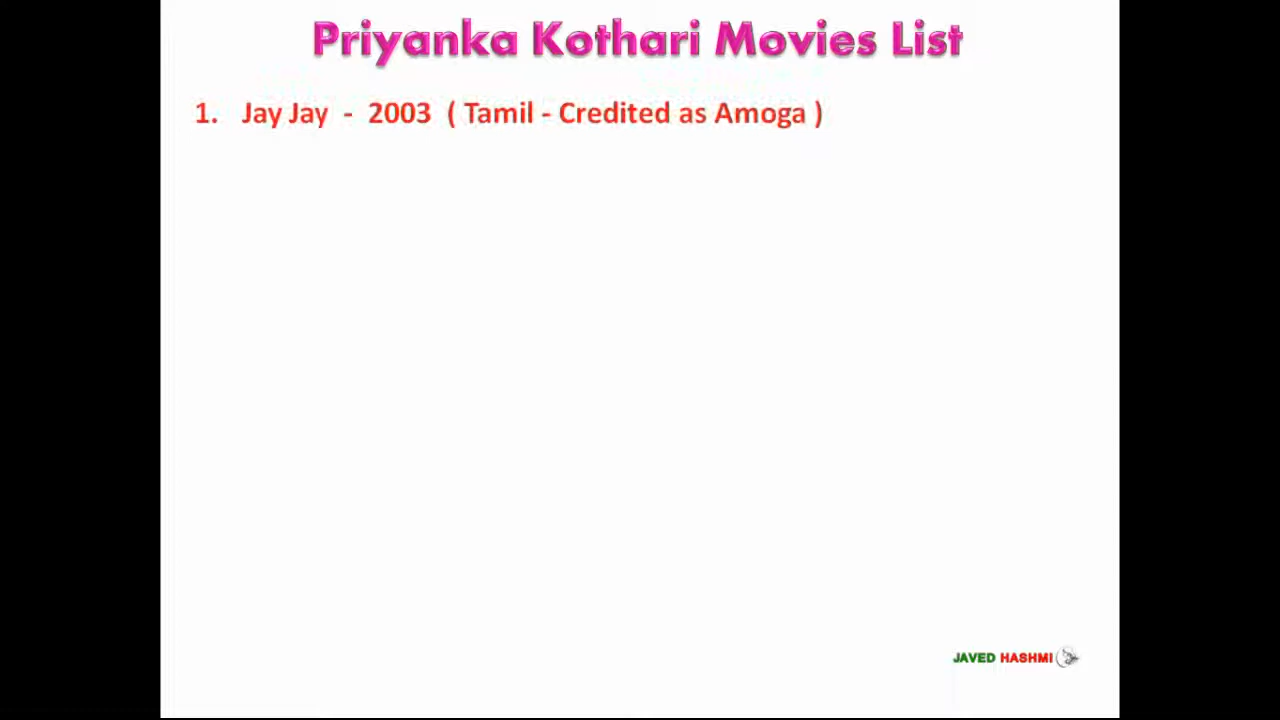 Priyanka Kothari Movies List
1. Jay Jay - 2003 ( Tamil - Credited as Amoga )
JAVED HASHMI